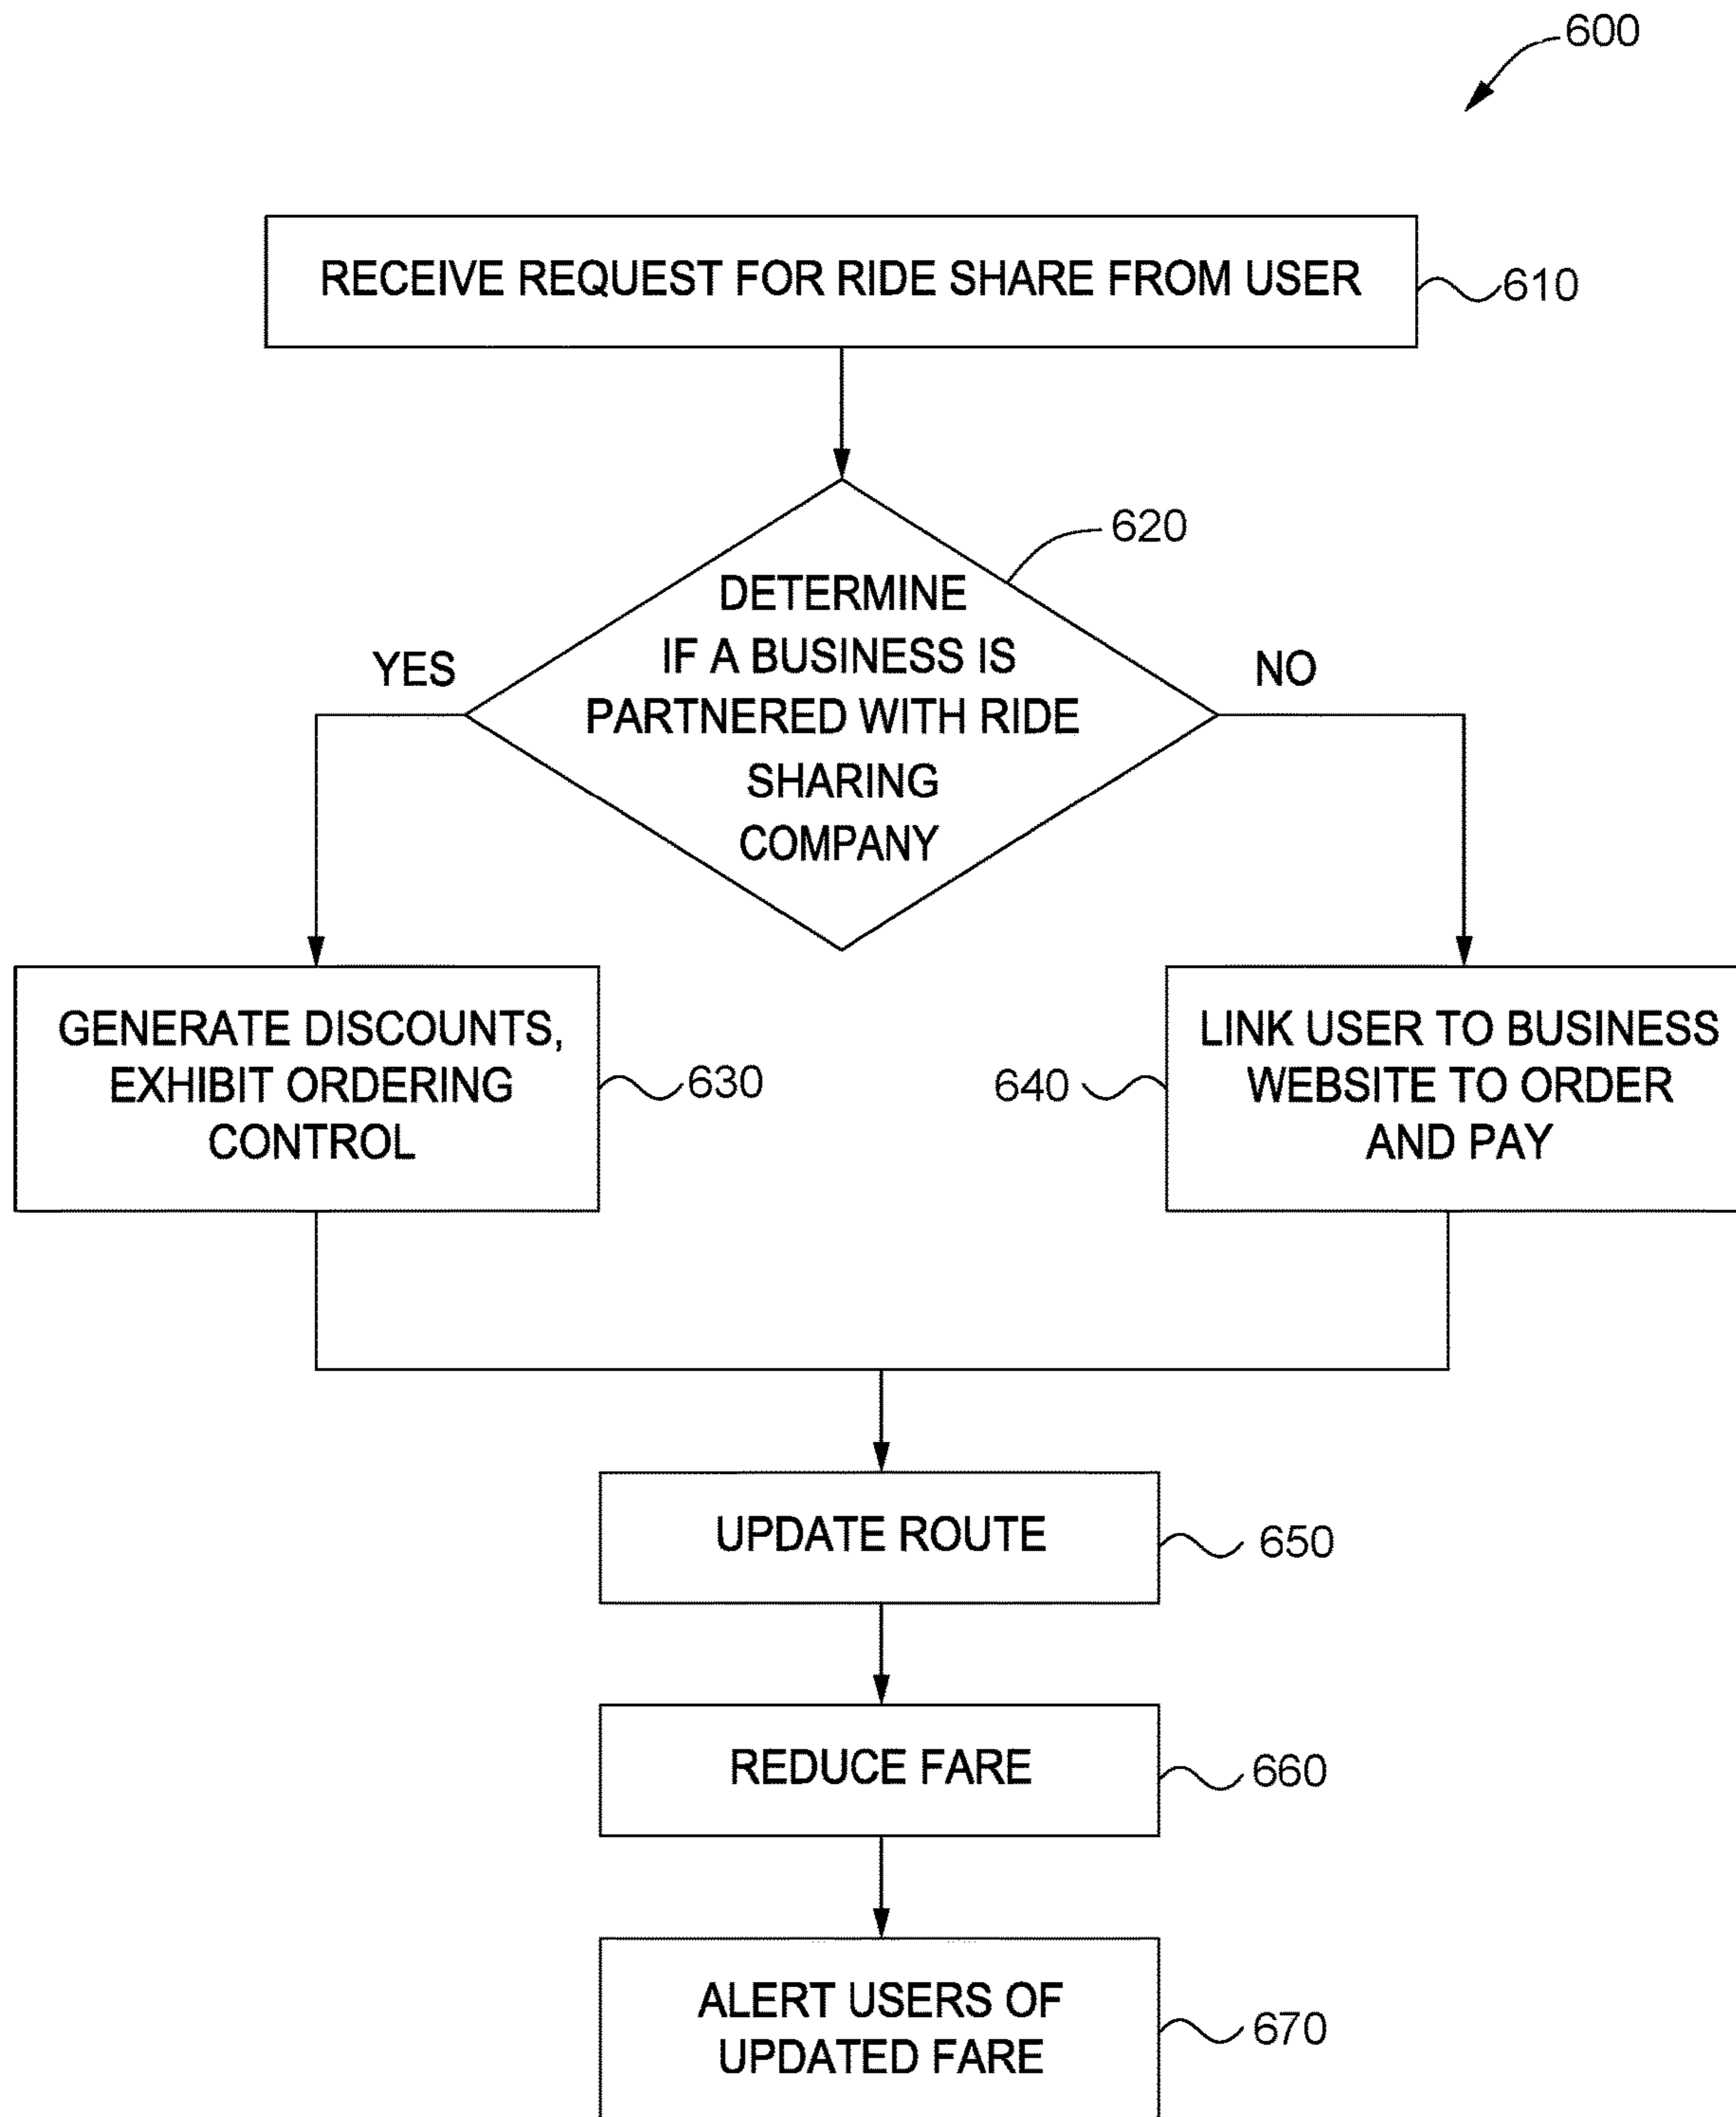 600
RECEIVE REQUEST FOR RIDE SHARE FROM USER
610
620
DETERMINE
IF A BUSINESS IS
PARTNERED WITH RIDE
SHARING
COMPANY
YES
NO
GENERATE DISCOUNTS,
EXHIBIT ORDERING
CONTROL
630
640
LINK USER TO BUSINESS
WEBSITE TO ORDER
AND PAY
UPDATE ROUTE
650
REDUCE FARE
660
ALERT USERS OF
UPDATED FARE
670